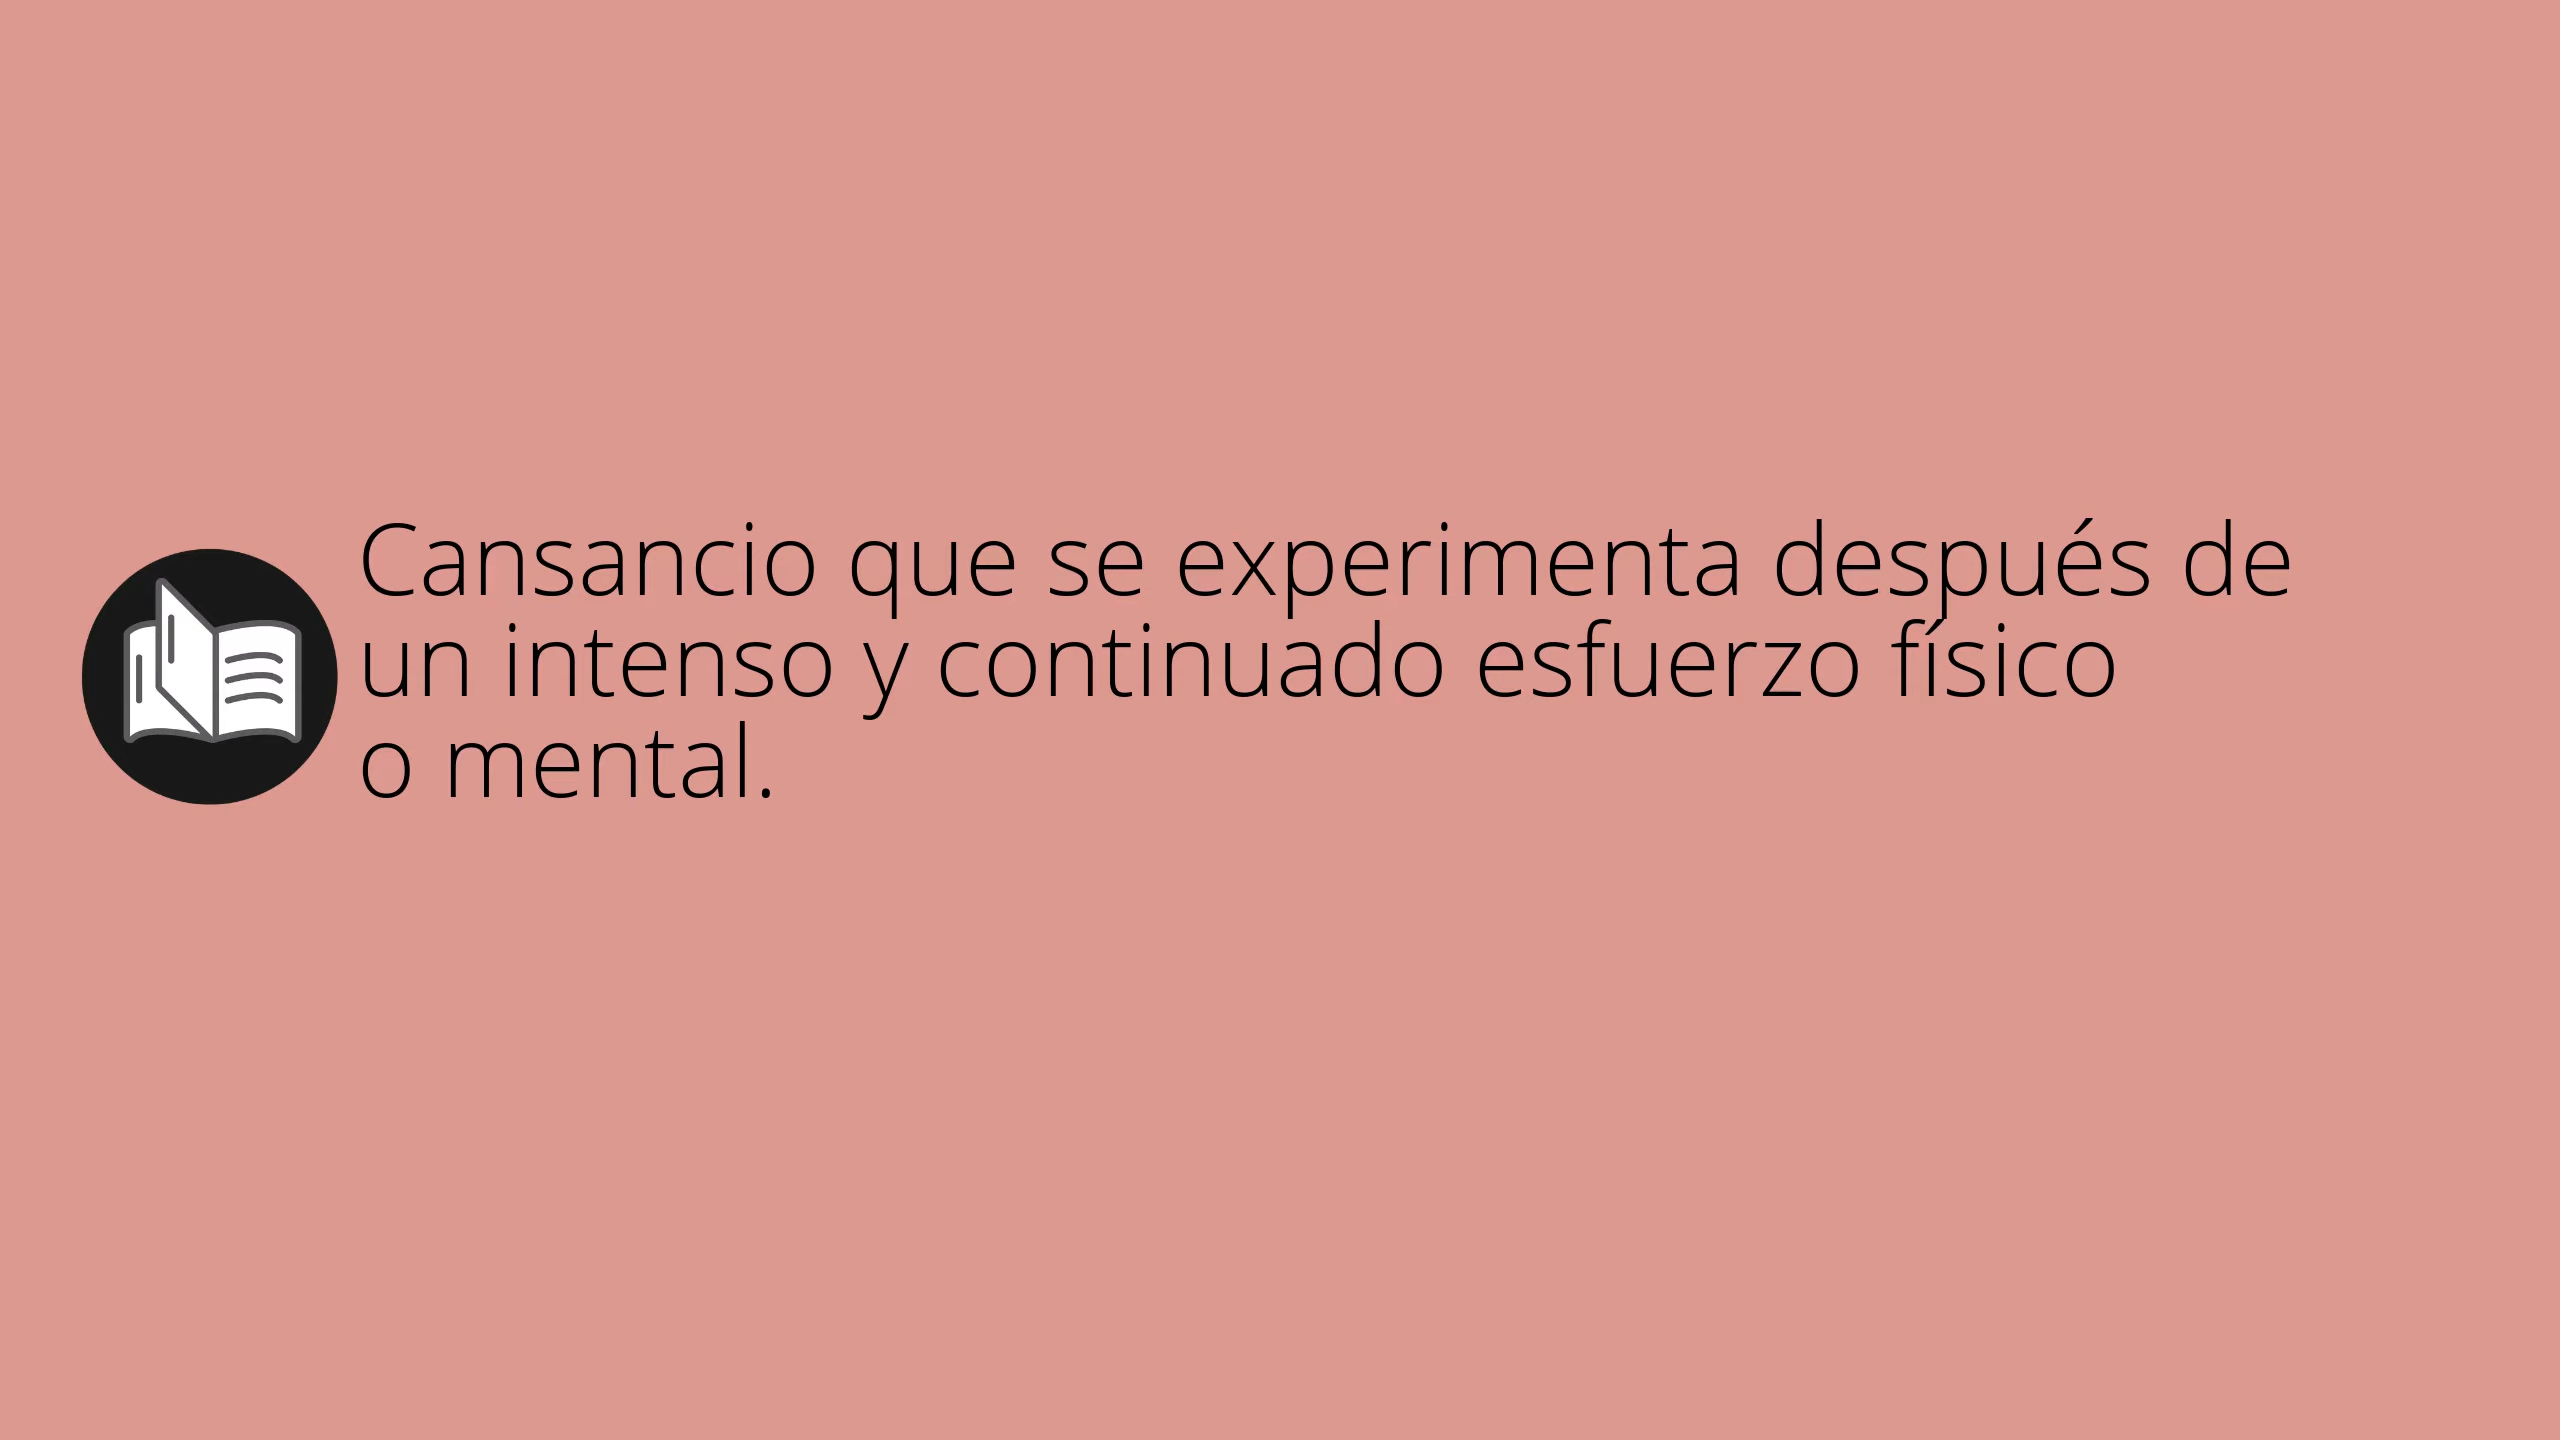 Cansancio que se experimenta después de
un intenso y continuado esfuerzo físico
o mental.